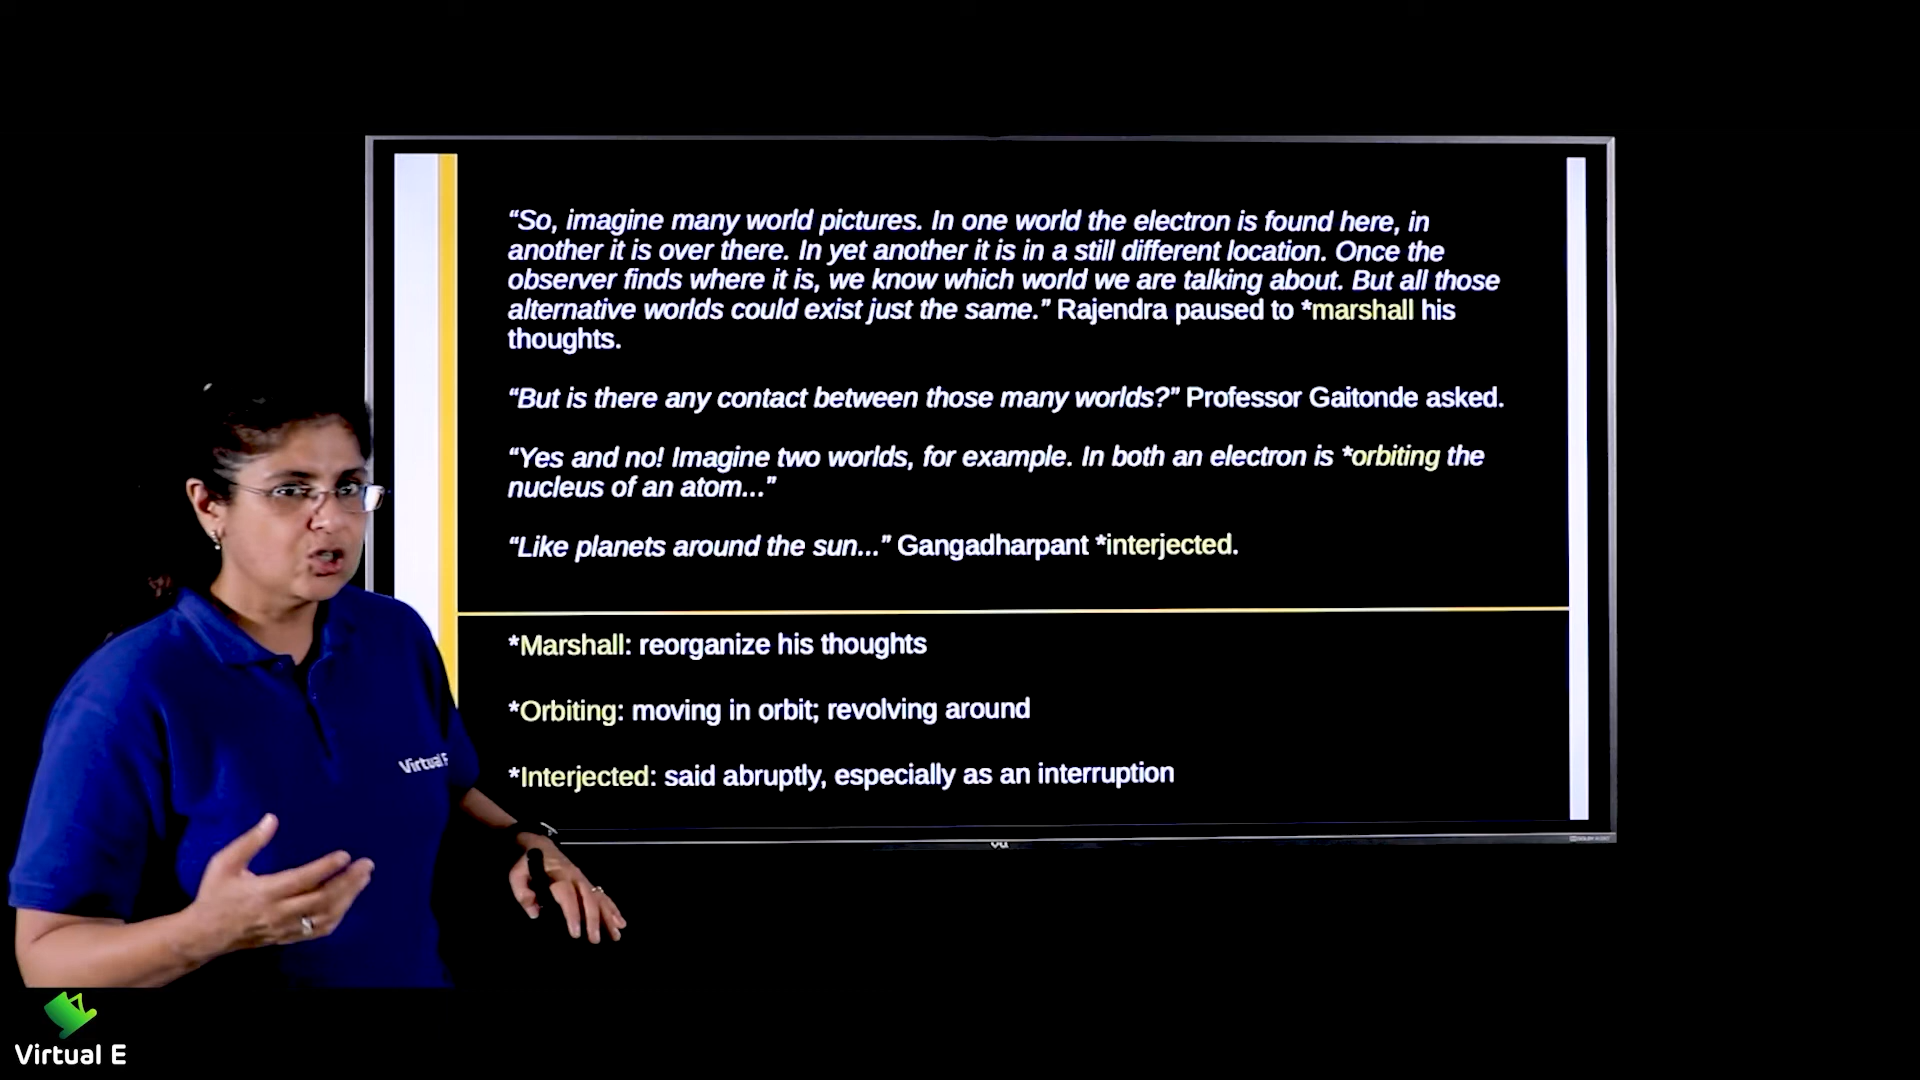 “So, imagine many world pictures. In one world the electron is found here, in
another it is over there. In yet another it is in a still different location. Once the
observer finds where it is, we know which world we are talking about. But all those
alternative worlds could exist just the same.” Rajendra paused to *marshall his
thoughts.
“But is there any contact between those many worlds?” Professor Gaitonde asked.
“Yes and no! Imagine two worlds, for example. In both an electron is *orbiting the
nucleus of an atom...”
“Like planets around the sun...” Gangadharpant *interjected.
*Marshall: reorganize his thoughts
*Orbiting: moving in orbit; revolving around
*Interjected: said abruptly, especially as an interruption
Virtual E
Virtual E